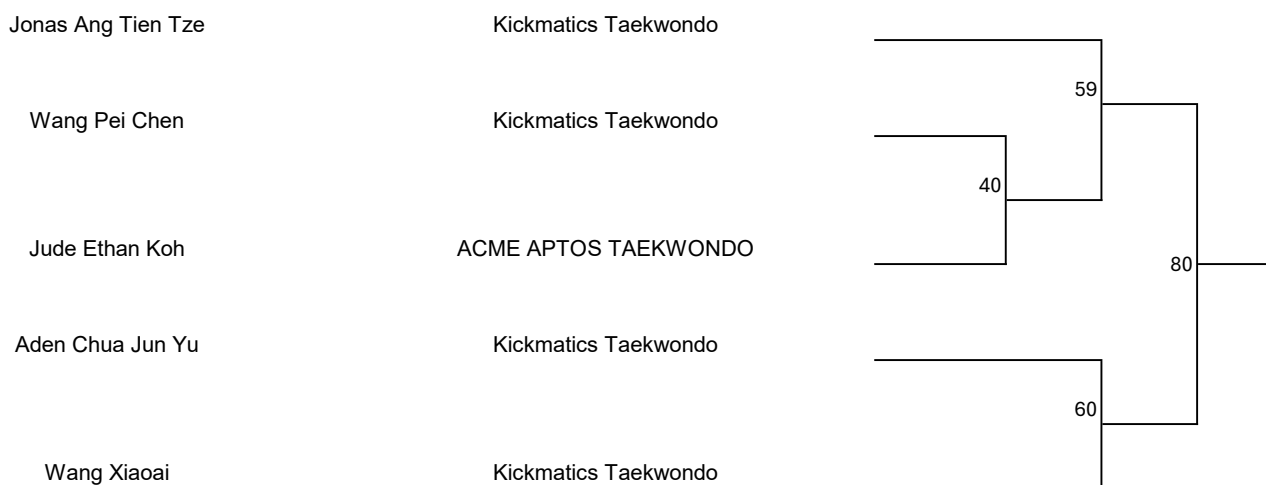 Jonas Ang Tien Tze Kickmatics Taekwondo
59
Wang Pei Chen Kickmatics Taekwondo
40
Jude Ethan Koh ACME APTOS TAEKWONDO
80
Aden Chua Jun Yu Kickmatics Taekwondo
60
Wang Xiaoai Kickmatics Taekwondo